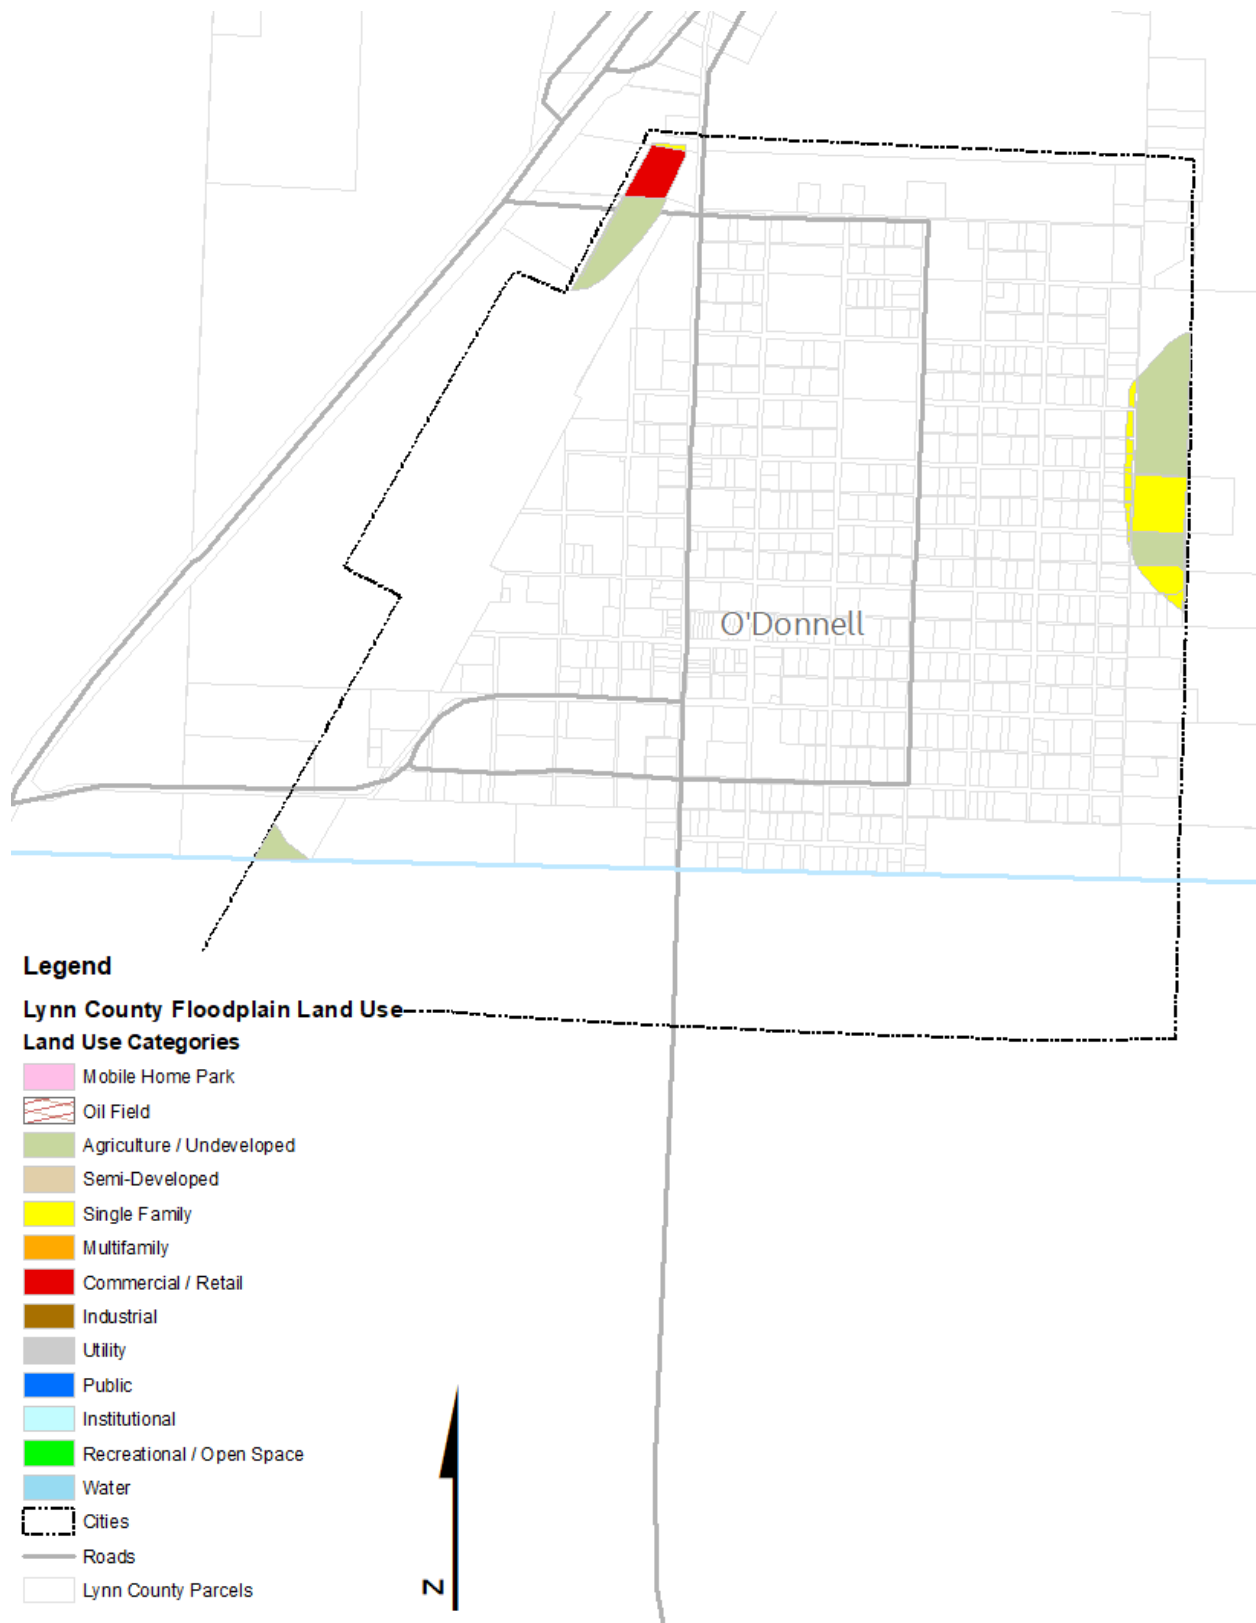 O'Donnell
Legend
Lynn County Floodplain Land Use
Land Use Categories
Mobile Home Park
Oil Field
Agriculture / Undeveloped
Semi-Developed
Single Family
Multifamily
Commercial / Retail
Industrial
Utility
Public
Institutional
Recreational / Open Space
Water
Cities
Roads
Lynn County Parcels
N